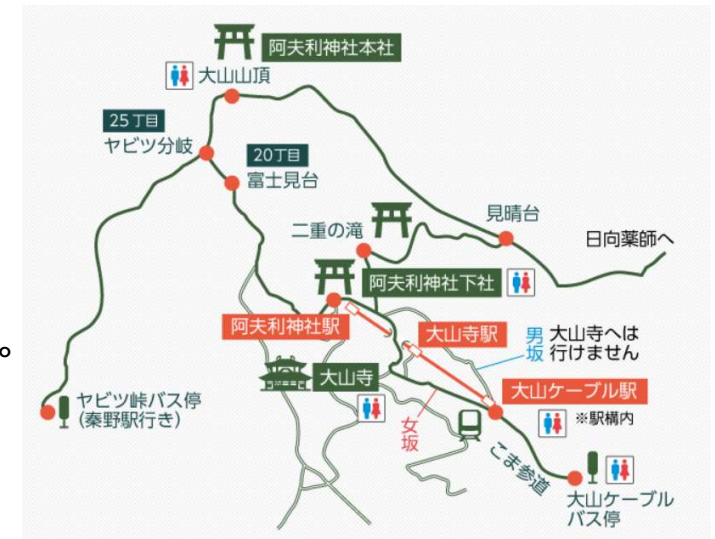 阿夫利神社本社
大山山頂
25丁目
ヤビツ分岐
20丁目
富士見台
二重の滝
見晴台
日向薬師へ
阿夫利神社下社
阿夫利神社駅
大山寺駅
男坂
大山寺へは
行けません
大山寺
大山ケーブル駅
※駅構内
女坂
こま参道
ヤビツ峠バス停
(秦野駅行き)
大山ケーブル
バス停
。